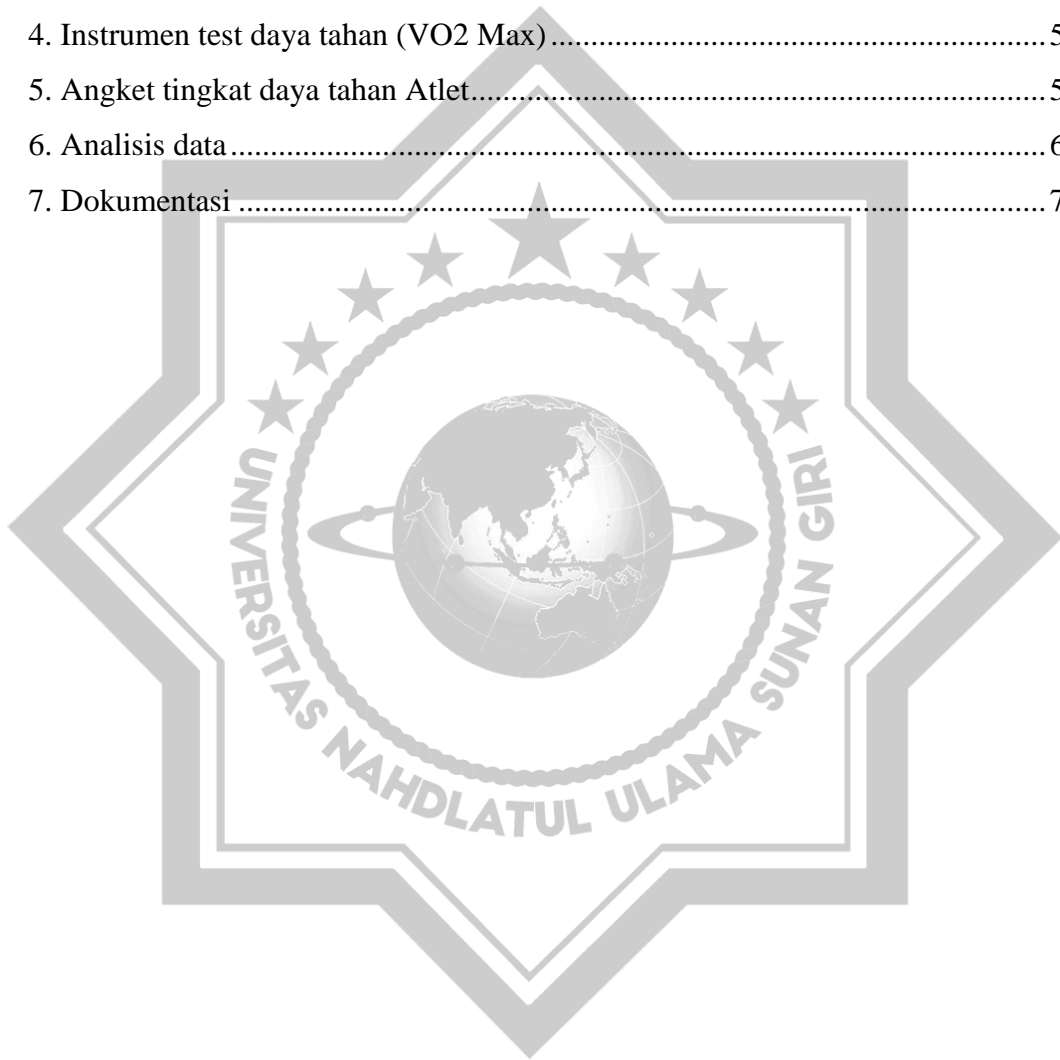 4. Instrumen test daya tahan (VO2 Max) ........................................................ 5
5. Angket tingkat daya tahan Atlet................................................................. 5
6. Analisis data ............................................................................................... 6
7. Dokumentasi .............................................................................................. 7
UNIVERSITAS NAHDLATUL ULAMA SUNAN GIRI